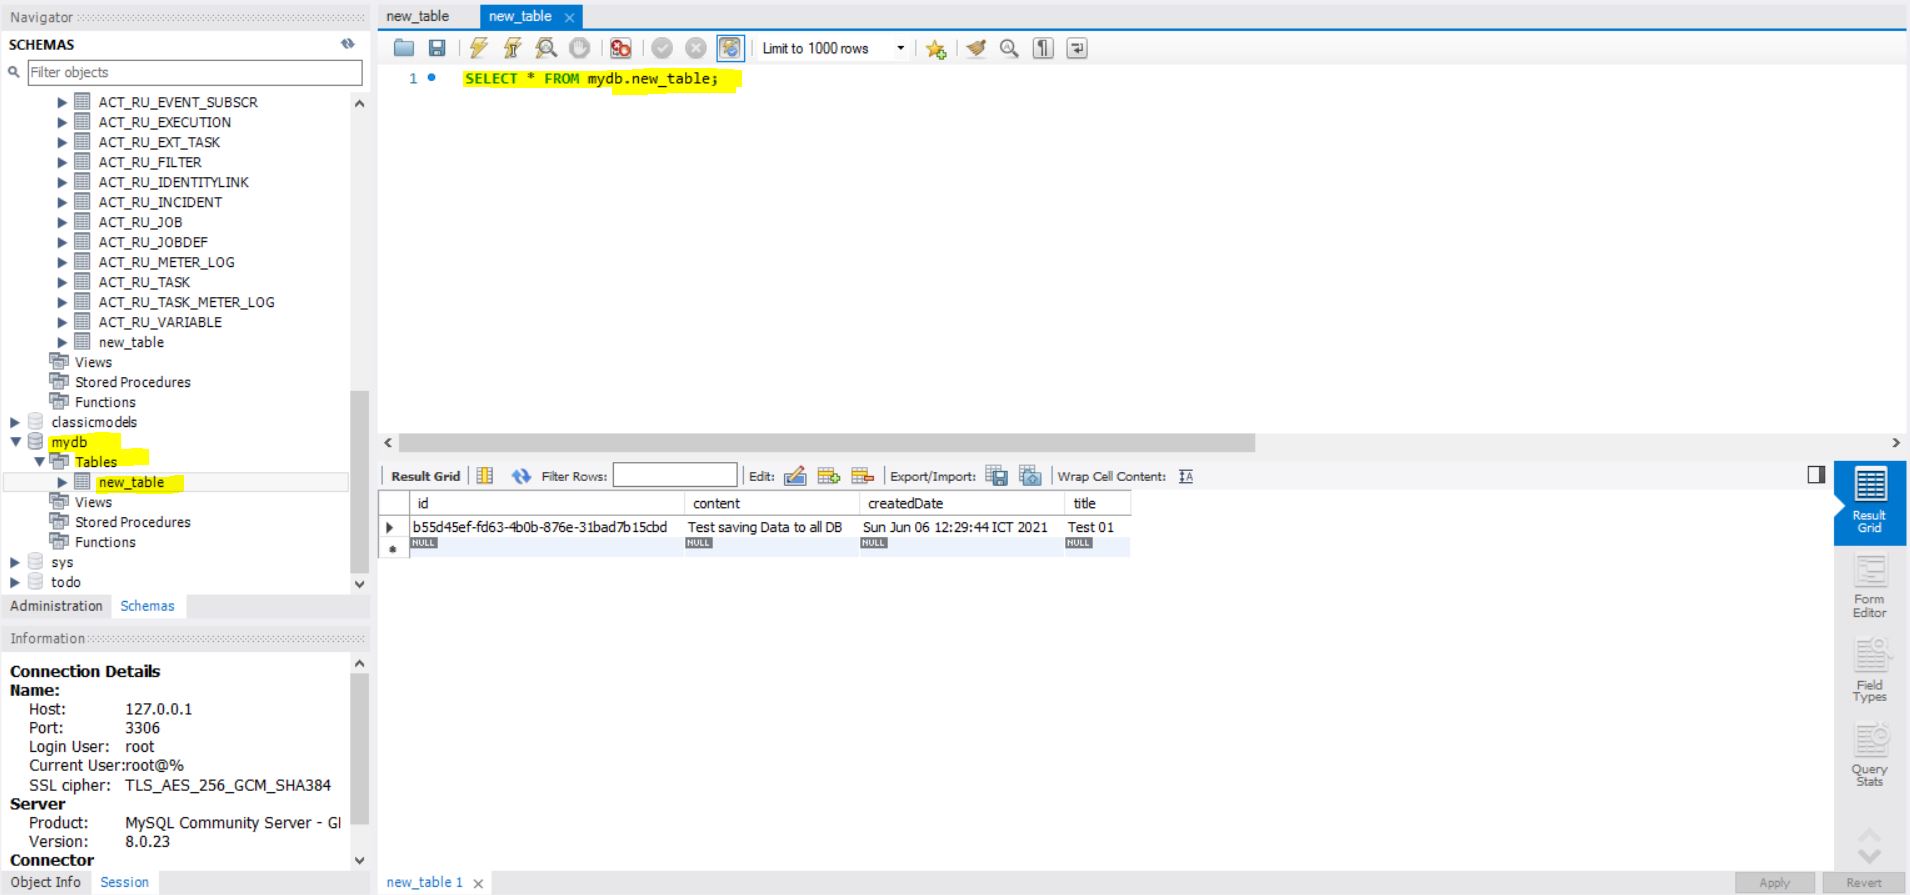 Navigator
SCHEMAS
Filter objects
ACT_RU_EVENT_SUBSCR
ACT_RU_EXECUTION
ACT_RU_EXT_TASK
ACT_RU_FILTER
ACT_RU_IDENTITYLINK
ACT_RU_INCIDENT
ACT_RU_JOB
ACT_RU_JOBDEF
ACT_RU_METER_LOG
ACT_RU_TASK
ACT_RU_TASK_METER_LOG
ACT_RU_VARIABLE
new_table
Views
Stored Procedures
Functions
classicmodels
mydb
Tables
new_table
Views
Stored Procedures
Functions
sys
todo
Administration Schemas
Information
Connection Details
Name:
Host: 127.0.0.1
Port: 3306
Login User: root
Current User:root@%
SSL cipher: TLS_AES_256_GCM_SHA384
Server
Product: MySQL Community Server - GI
Version: 8.0.23
Connector
Object Info Session
new_table new_table
Limit to 1000 rows
1 SELECT * FROM mydb.new_table;
Result Grid Filter Rows: Edit: Export/Import: Wrap Cell Content:
id content createdDate title
b55d45ef-fd63-4b0b-876e-31bad7b15cbd Test saving Data to all DB Sun Jun 06 12:29:44 ICT 2021 Test 01
NULL NULL NULL NULL
Result
Grid
Form
Editor
Field
Types
Query
Stats
new_table 1
Apply Revert